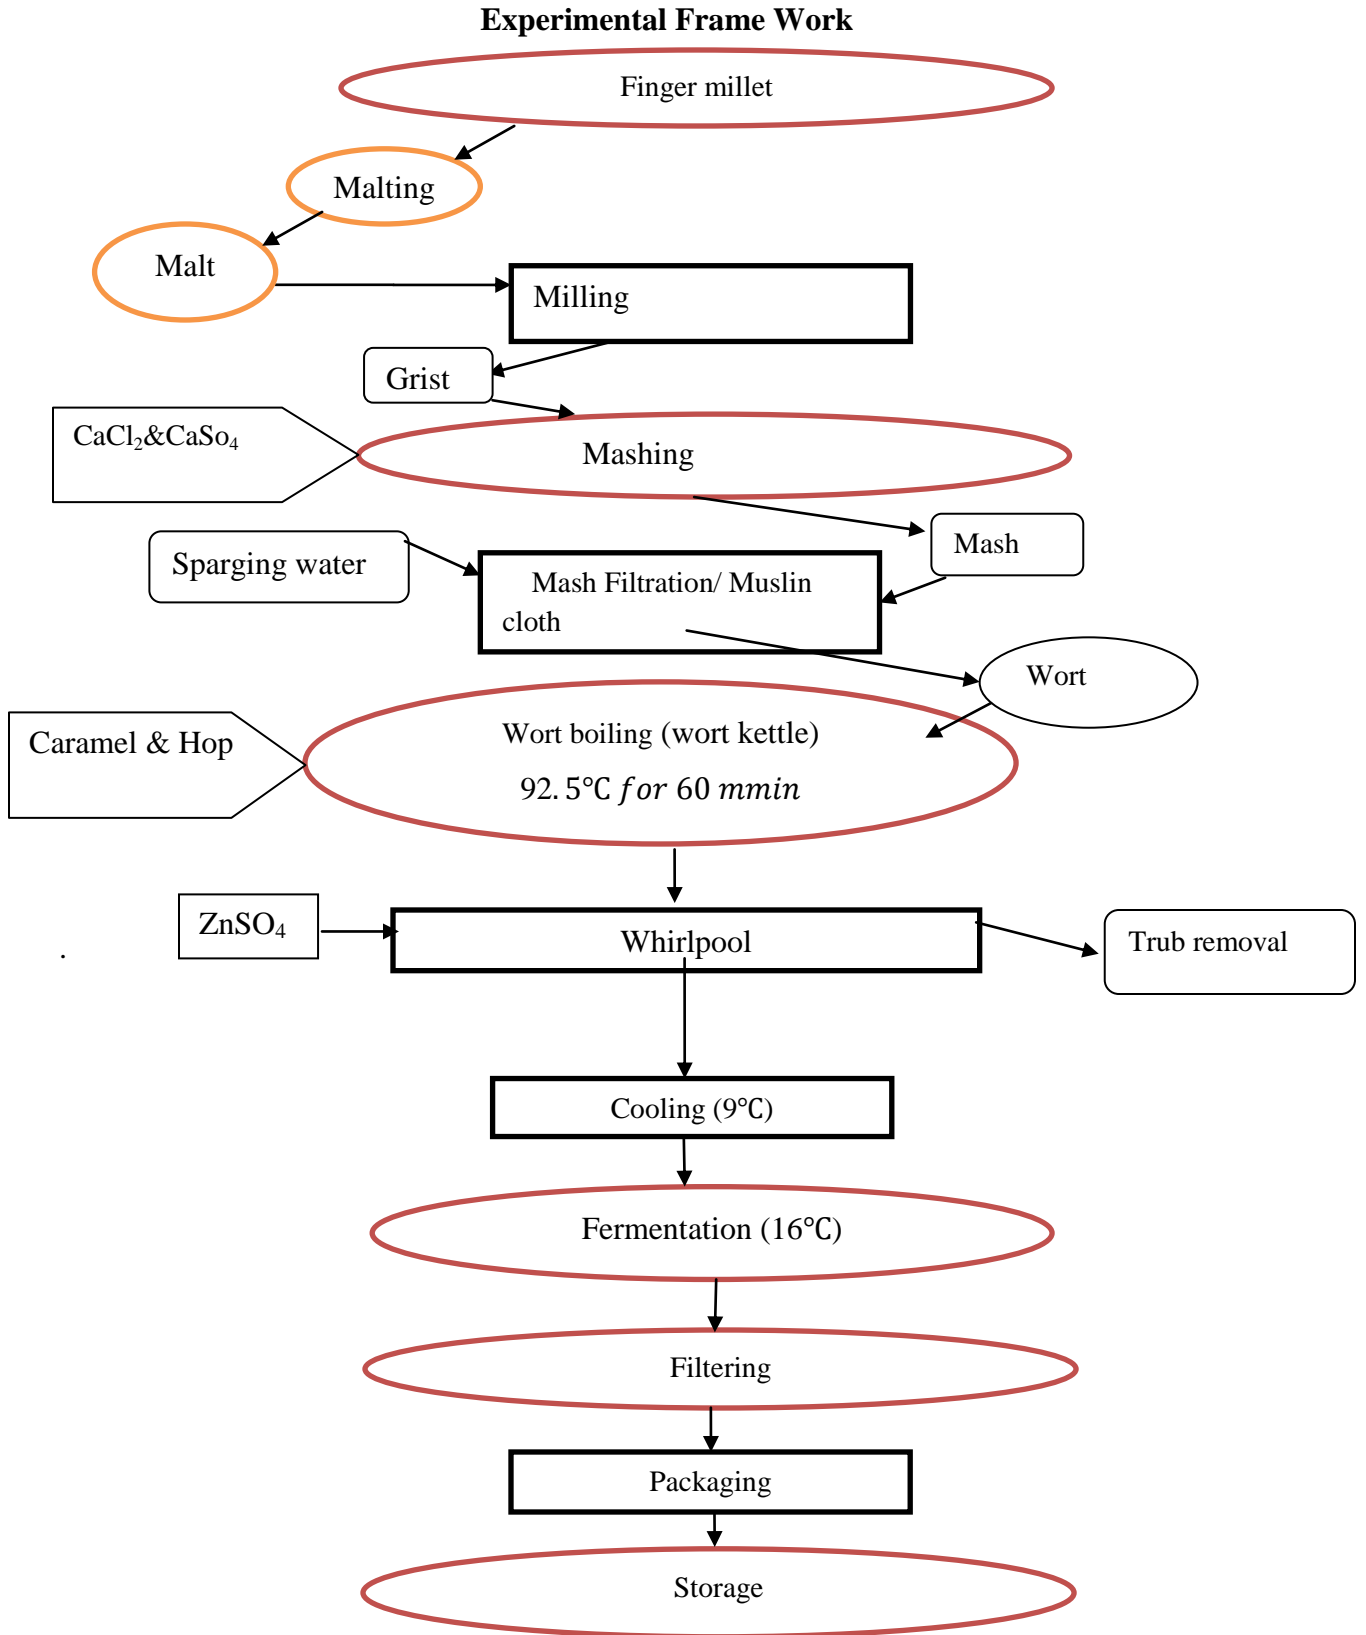 Experimental Frame Work
Finger millet
Malting
Malt
Milling
Grist
CaCl₂&CaSo₄
Mashing
Mash
Sparging water
Mash Filtration/ Muslin
cloth
Wort
Wort boiling (wort kettle)
92. 5℃ for 60 mmin
Caramel & Hop
ZnSO₄
Whirlpool
Trub removal
.
Cooling (9℃)
Fermentation (16℃)
Filtering
Packaging
Storage